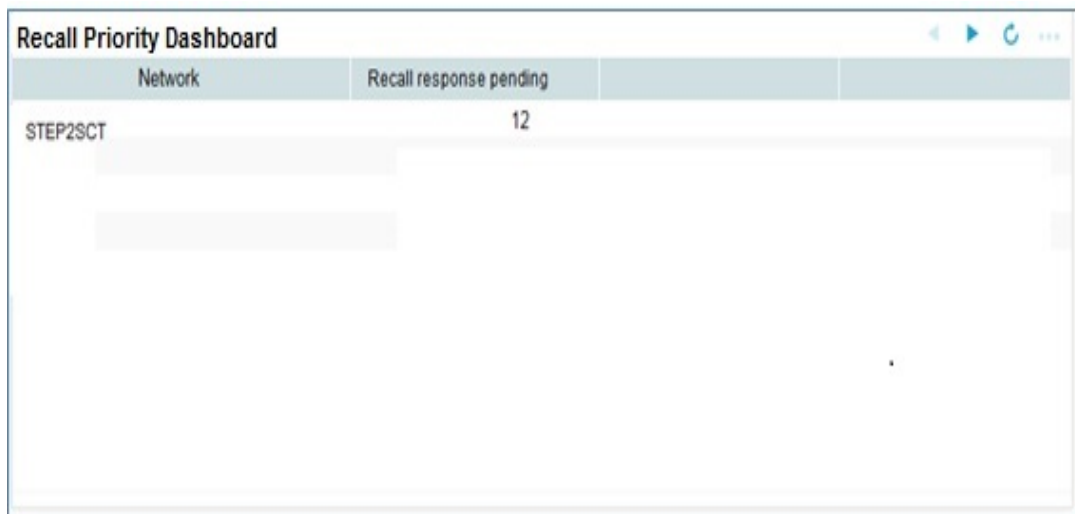 Recall Priority Dashboard
Network Recall response pending
STEP2SCT 12